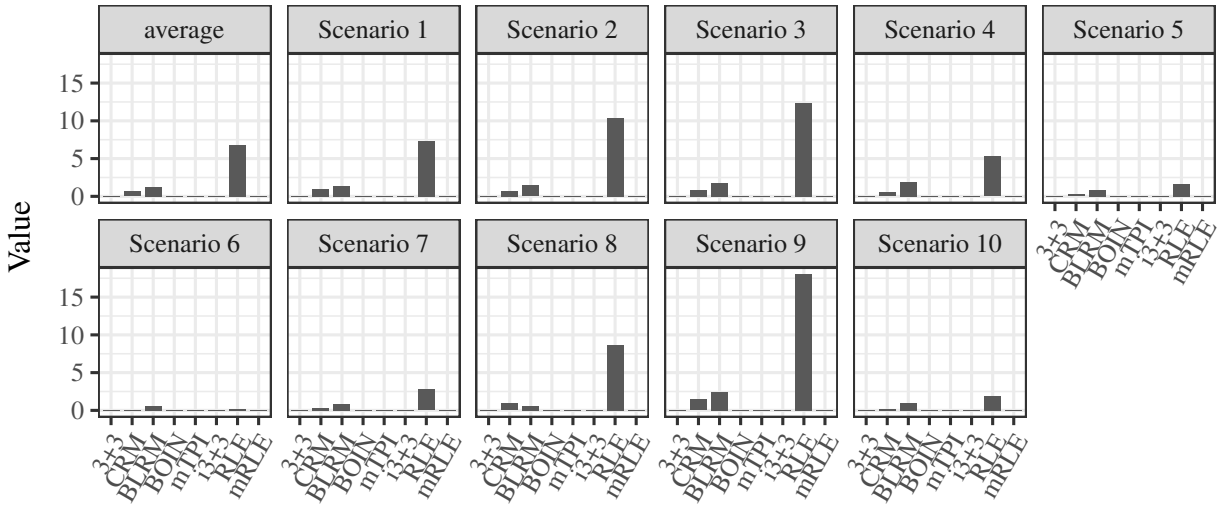 average Scenario 1 Scenario 2 Scenario 3 Scenario 4 Scenario 5
15
10
5
0
3+3 CRM BLRM BOIN mTPI i3+3 RLE mRLE
Value
Scenario 6 Scenario 7 Scenario 8 Scenario 9 Scenario 10
15
10
5
0
3+3 CRM BLRM BOIN mTPI i3+3 RLE mRLE
3+3 CRM BLRM BOIN mTPI i3+3 RLE mRLE
3+3 CRM BLRM BOIN mTPI i3+3 RLE mRLE
3+3 CRM BLRM BOIN mTPI i3+3 RLE mRLE
3+3 CRM BLRM BOIN mTPI i3+3 RLE mRLE